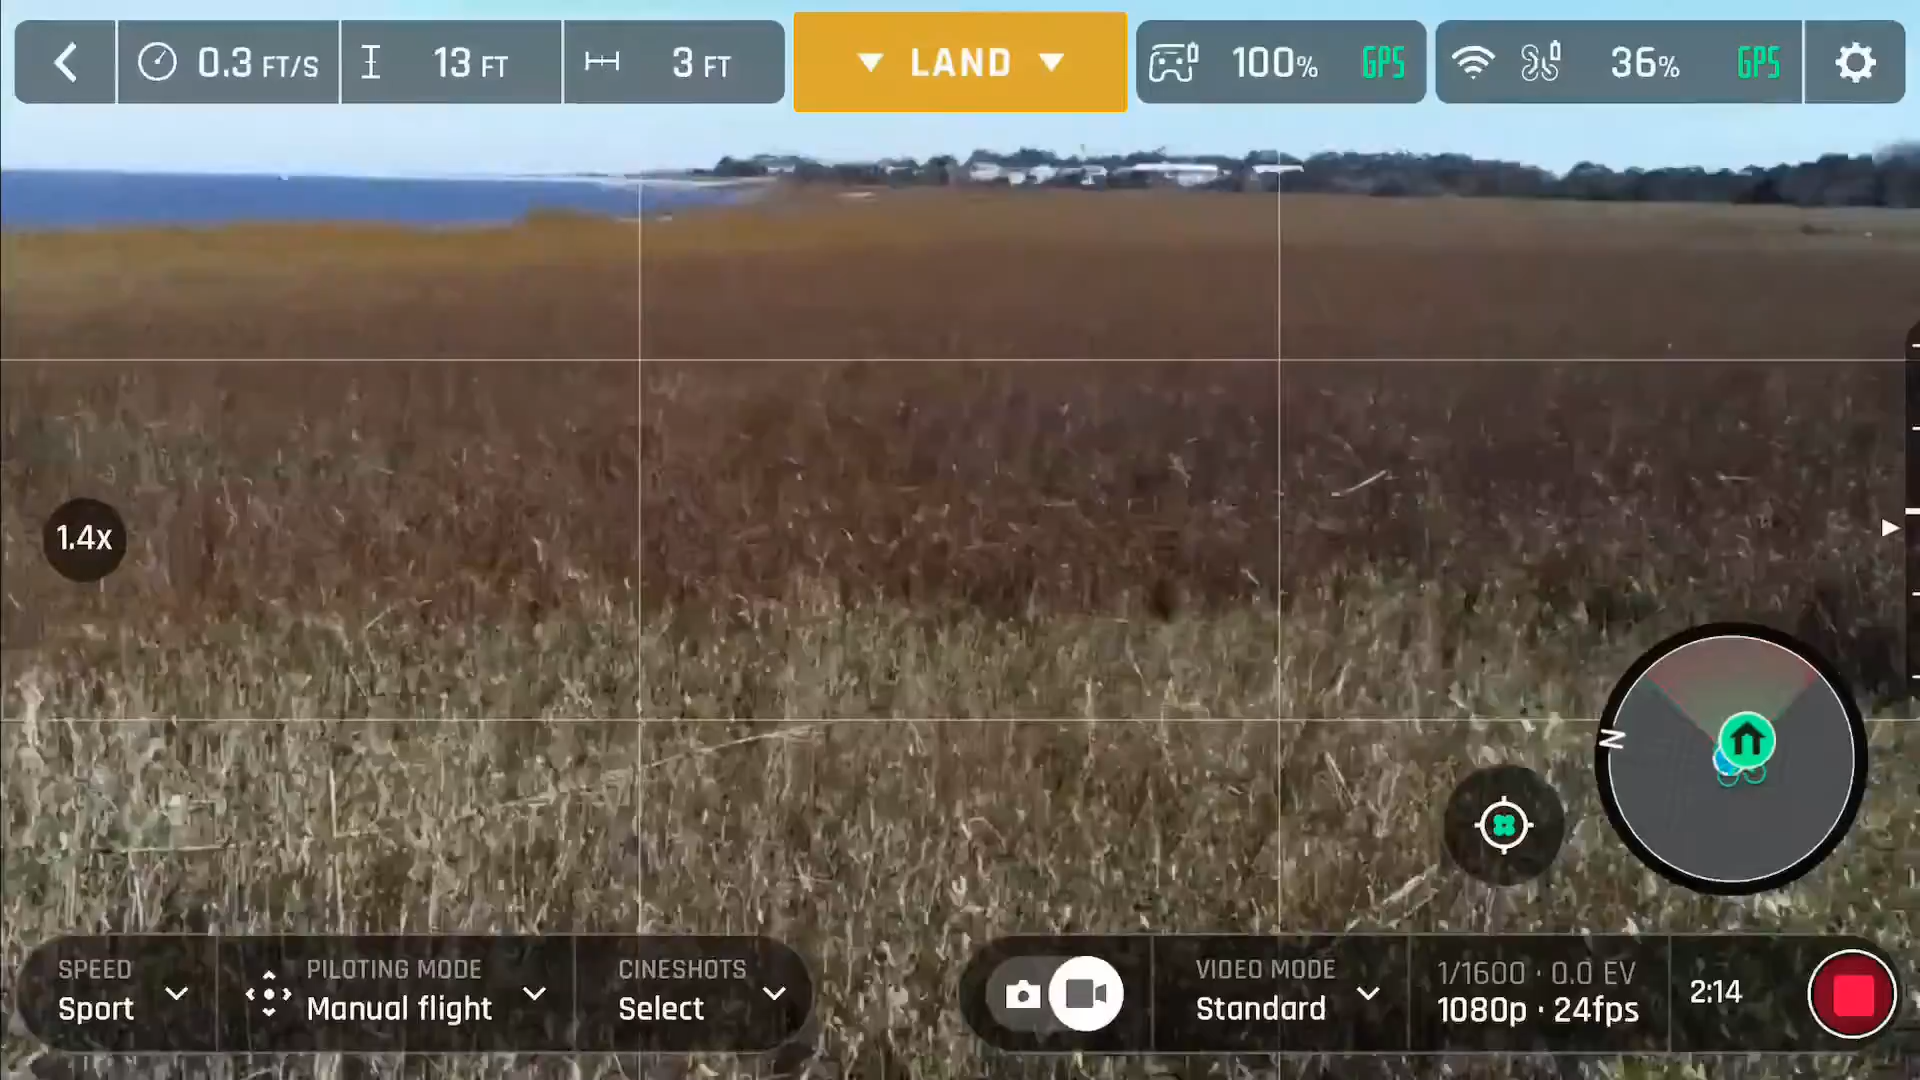 0.3 FT/S
13 FT
3 FT
LAND
100%
GPS
36%
GPS
1.4x
N
SPEED
Sport
PILOTING MODE
Manual flight
CINESHOTS
Select
VIDEO MODE
Standard
1/1600 · 0.0 EV
1080p · 24fps
2:14